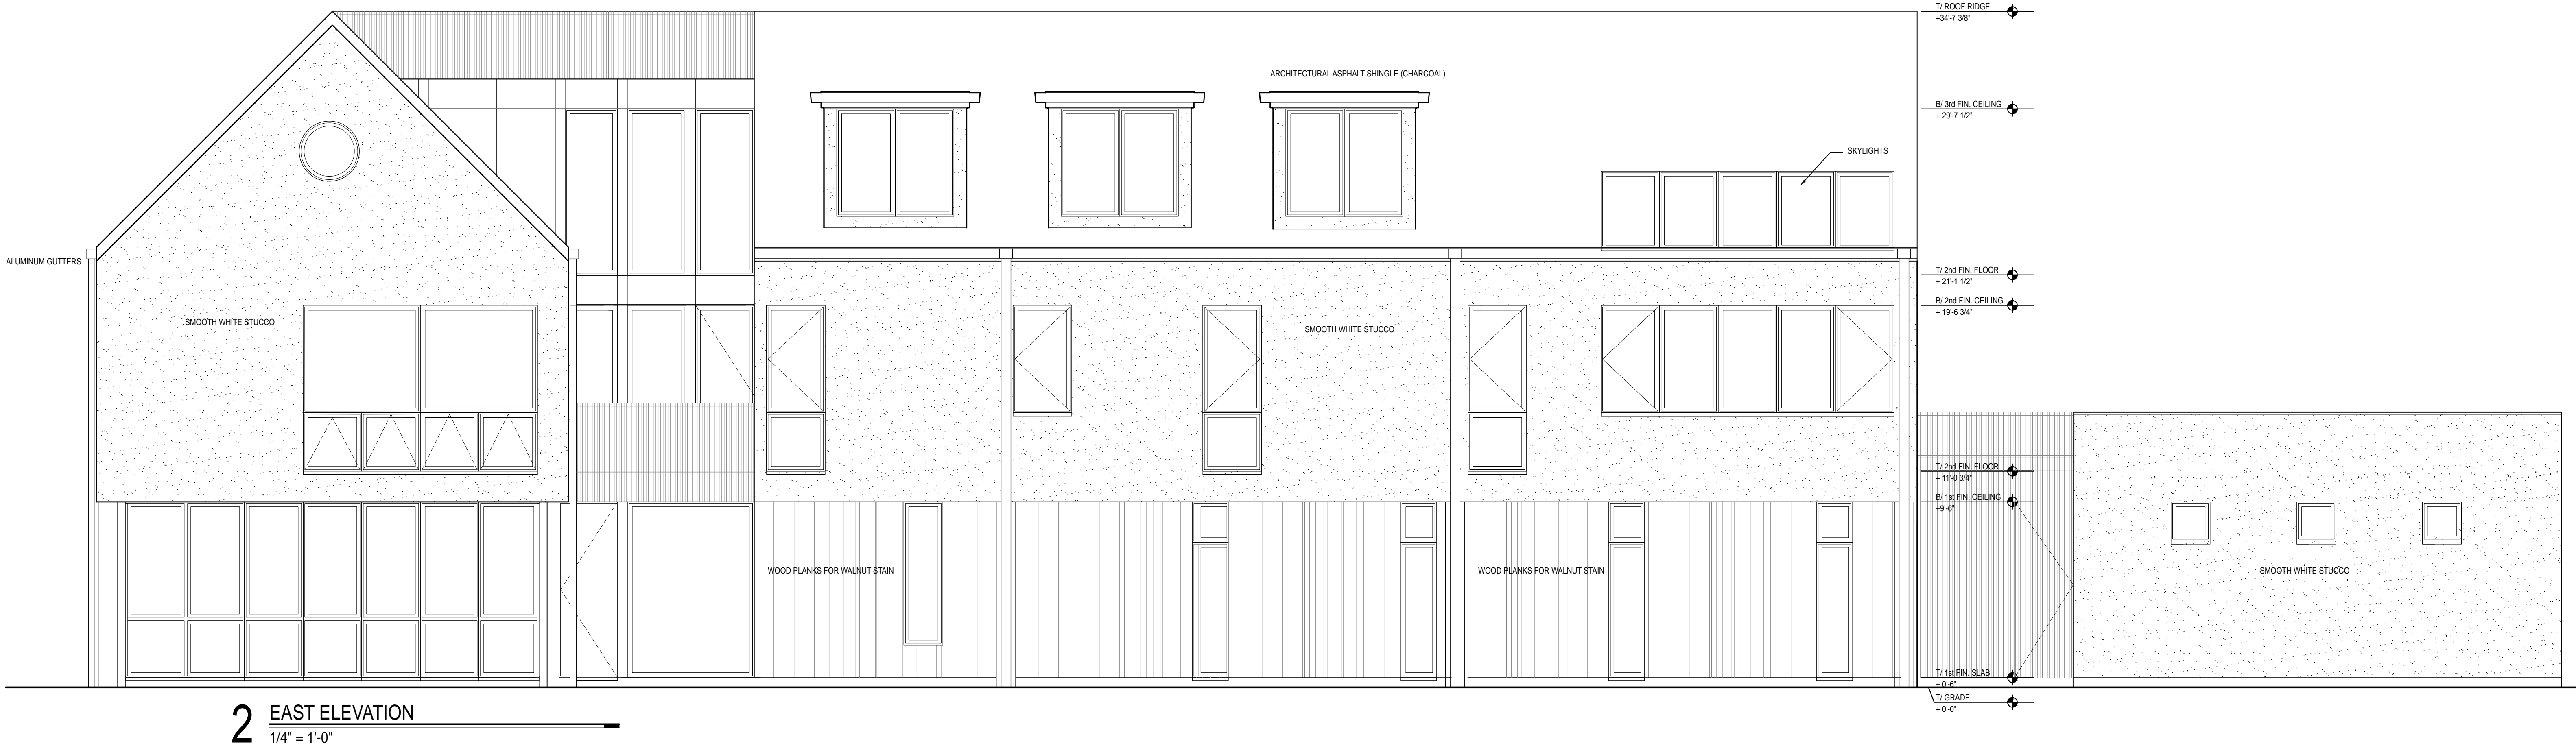 T/ ROOF RIDGE
+34'-7 3/8"
ARCHITECTURAL ASPHALT SHINGLE (CHARCOAL)
B/ 3rd FIN. CEILING
+ 29'-7 1/2"
SKYLIGHTS
ALUMINUM GUTTERS
T/ 2nd FIN. FLOOR
+ 21'-1 1/2"
B/ 2nd FIN. CEILING
+ 19'-6 3/4"
SMOOTH WHITE STUCCO
SMOOTH WHITE STUCCO
T/ 2nd FIN. FLOOR
+ 11'-0 3/4"
B/ 1st FIN. CEILING
+9'-6"
WOOD PLANKS FOR WALNUT STAIN
WOOD PLANKS FOR WALNUT STAIN
SMOOTH WHITE STUCCO
T/ 1st FIN. SLAB
+ 0'-6"
T/ GRADE
+ 0'-0"
2 EAST ELEVATION
1/4" = 1'-0"